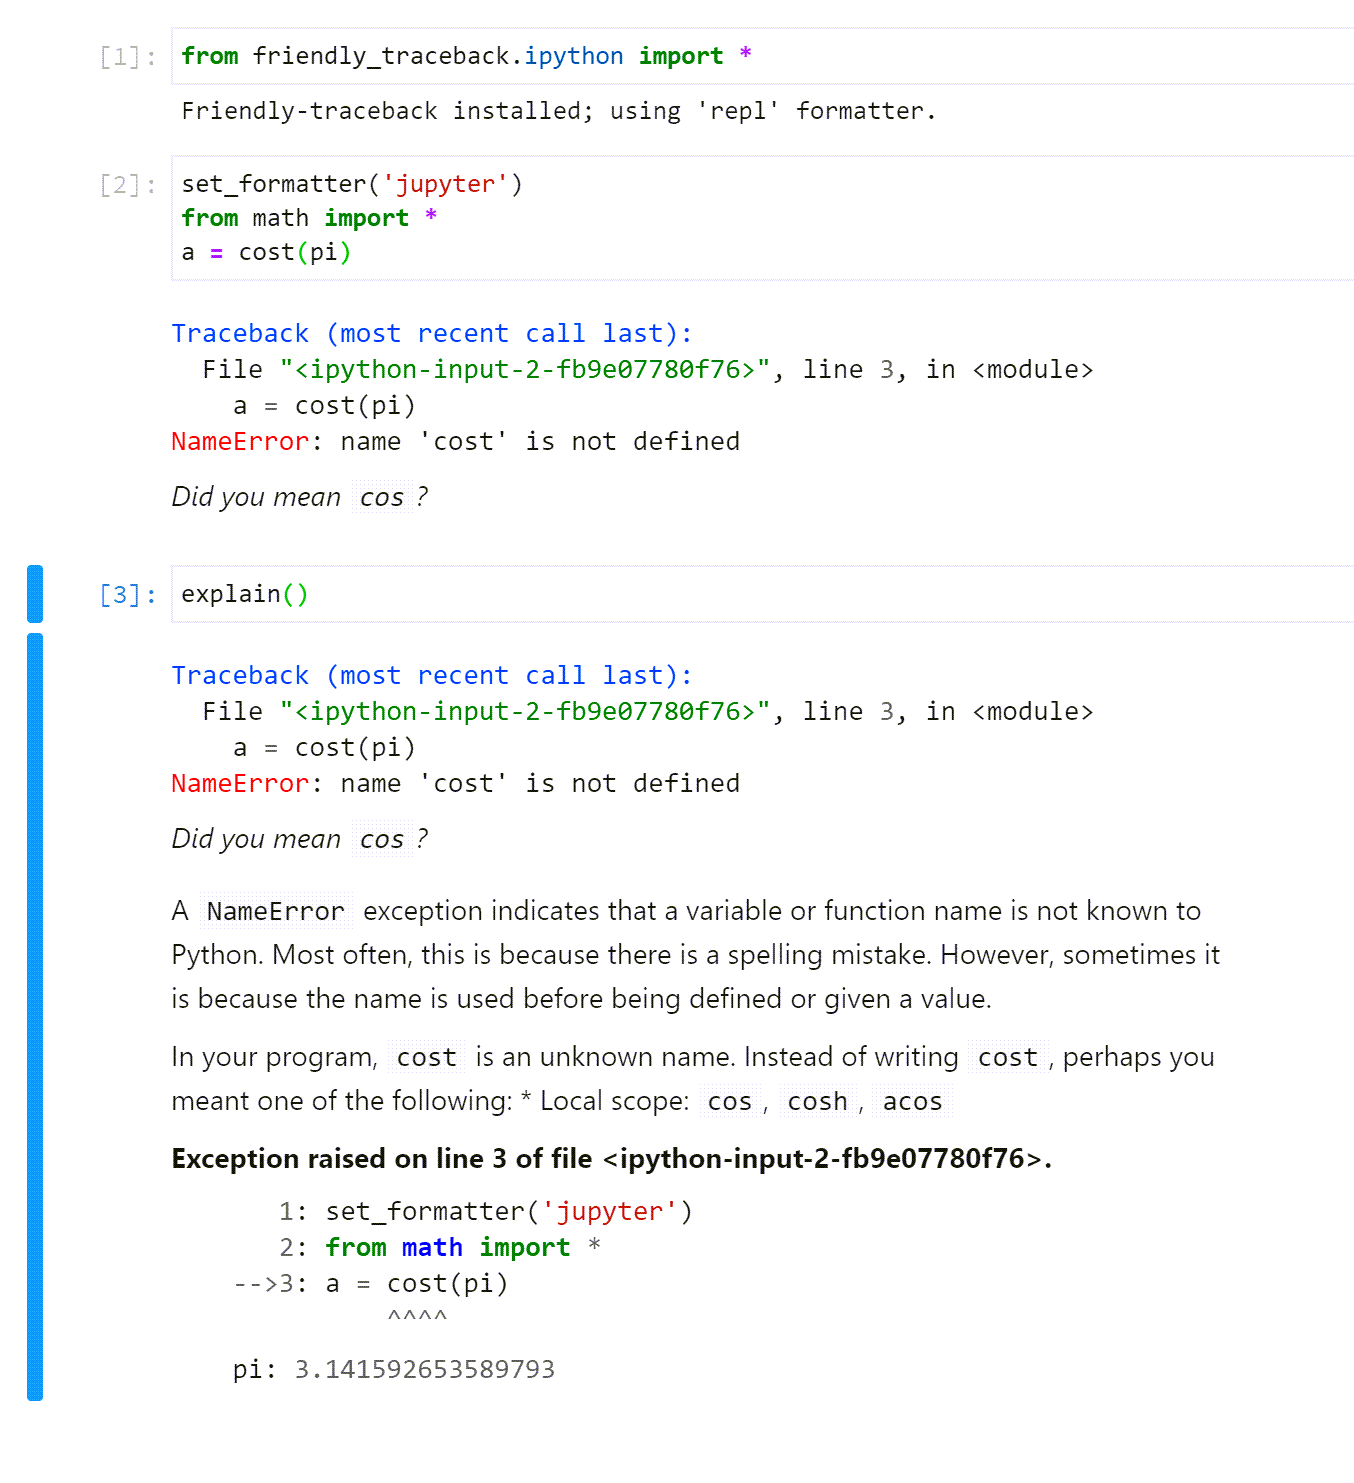 [1]: from friendly_traceback.ipython import *
Friendly-traceback installed; using 'repl' formatter.
[2]: set_formatter('jupyter')
from math import *
a = cost(pi)
Traceback (most recent call last):
  File "<ipython-input-2-fb9e07780f76>", line 3, in <module>
    a = cost(pi)
NameError: name 'cost' is not defined
Did you mean cos ?
[3]: explain()
Traceback (most recent call last):
  File "<ipython-input-2-fb9e07780f76>", line 3, in <module>
    a = cost(pi)
NameError: name 'cost' is not defined
Did you mean cos ?
A NameError exception indicates that a variable or function name is not known to
Python. Most often, this is because there is a spelling mistake. However, sometimes it
is because the name is used before being defined or given a value.
In your program, cost is an unknown name. Instead of writing cost , perhaps you
meant one of the following: * Local scope: cos , cosh , acos
Exception raised on line 3 of file <ipython-input-2-fb9e07780f76>.
       1: set_formatter('jupyter')
       2: from math import *
    -->3: a = cost(pi)
              ^^^^
    pi: 3.141592653589793